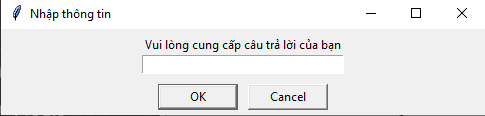 Nhập thông tin
Vui lòng cung cấp câu trả lời của bạn
OK
Cancel